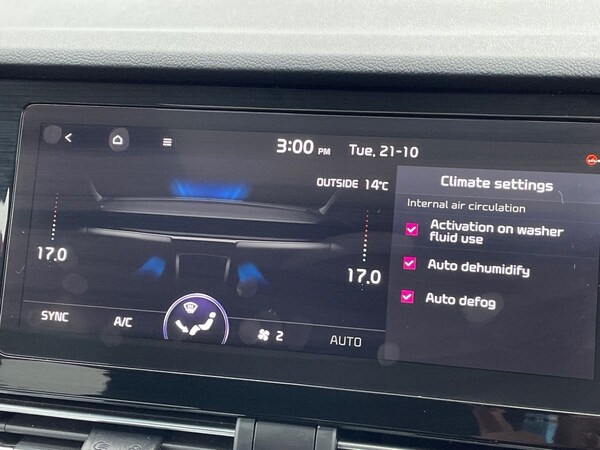 3:00 PM Tue, 21-10
OUTSIDE 14°C
Climate settings
Internal air circulation
Activation on washer
fluid use
Auto dehumidify
Auto defog
17.0
17.0
SYNC
A/C
2
AUTO